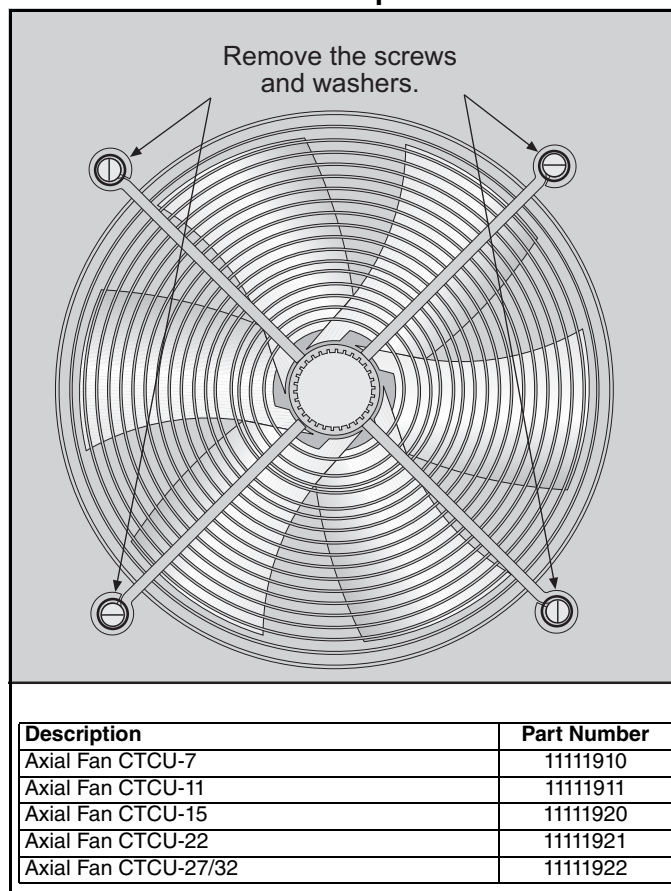 Remove the screws
and washers.
Description Part Number
Axial Fan CTCU-7 11111910
Axial Fan CTCU-11 11111911
Axial Fan CTCU-15 11111920
Axial Fan CTCU-22 11111921
Axial Fan CTCU-27/32 11111922